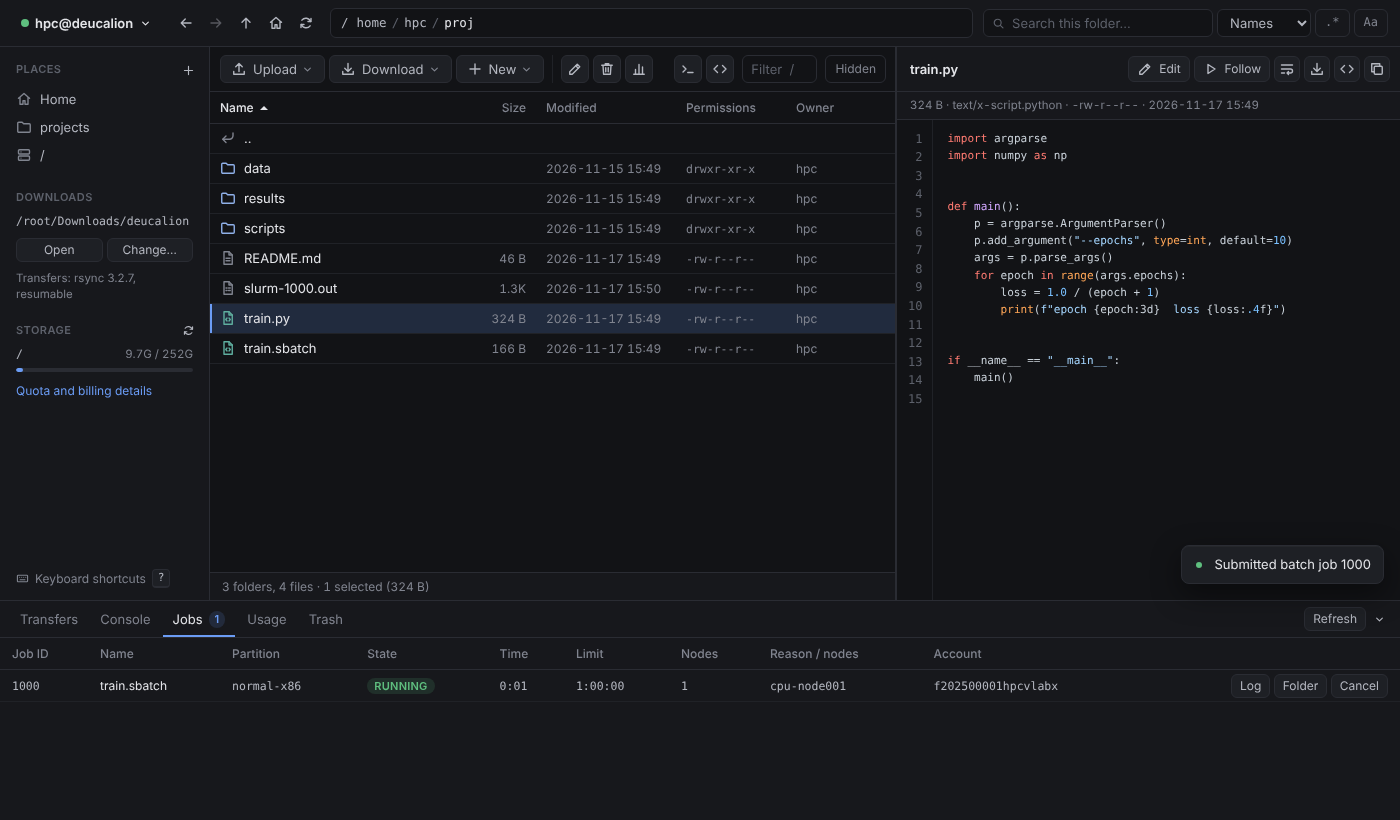 hpc@deucalion
/ home / hpc / proj
Search this folder...
Names
.*
Aa
PLACES
Home
projects
/
DOWNLOADS
/root/Downloads/deucalion
Open
Change...
Transfers: rsync 3.2.7,
resumable
STORAGE
/ 9.7G / 252G
Quota and billing details
Keyboard shortcuts ?
Upload
Download
New
Filter /
Hidden
Name Size Modified Permissions Owner
..
data 2026-11-15 15:49 drwxr-xr-x hpc
results 2026-11-15 15:49 drwxr-xr-x hpc
scripts 2026-11-15 15:49 drwxr-xr-x hpc
README.md 46 B 2026-11-17 15:49 -rw-r--r-- hpc
slurm-1000.out 1.3K 2026-11-17 15:50 -rw-r--r-- hpc
train.py 324 B 2026-11-17 15:49 -rw-r--r-- hpc
train.sbatch 166 B 2026-11-17 15:49 -rw-r--r-- hpc
3 folders, 4 files · 1 selected (324 B)
train.py
Edit
Follow
324 B · text/x-script.python · -rw-r--r-- · 2026-11-17 15:49
1 import argparse
2 import numpy as np
3
4
5 def main():
6 p = argparse.ArgumentParser()
7 p.add_argument("--epochs", type=int, default=10)
8 args = p.parse_args()
9 for epoch in range(args.epochs):
10 loss = 1.0 / (epoch + 1)
11 print(f"epoch {epoch:3d}  loss {loss:.4f}")
12
13
14 if __name__ == "__main__":
15 main()
Submitted batch job 1000
Transfers
Console
Jobs 1
Usage
Trash
Refresh
Job ID Name Partition State Time Limit Nodes Reason / nodes Account
1000 train.sbatch normal-x86 RUNNING 0:01 1:00:00 1 cpu-node001 f202500001hpcvlabx Log Folder Cancel